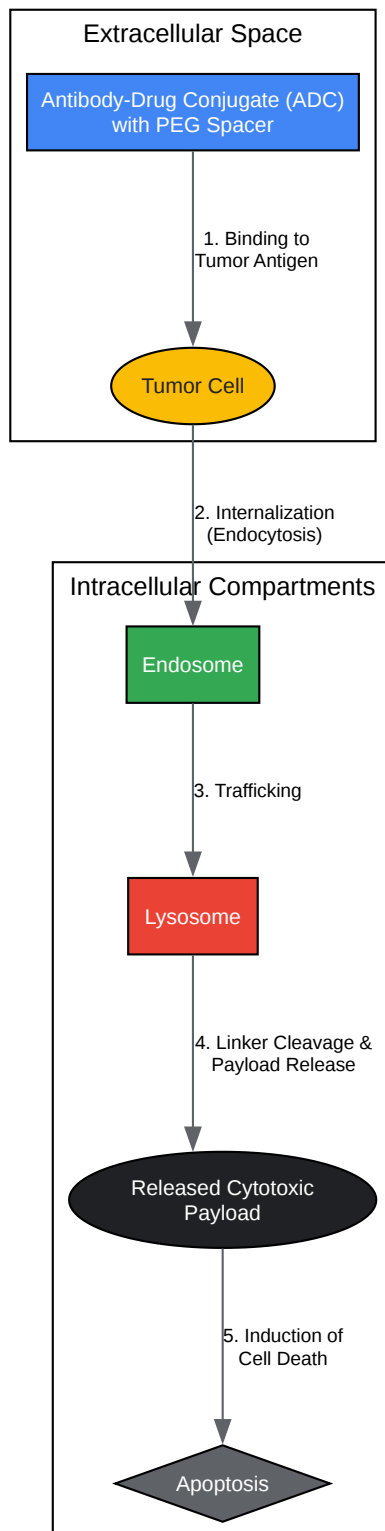 Extracellular Space
Antibody-Drug Conjugate (ADC)
with PEG Spacer
1. Binding to
Tumor Antigen
Tumor Cell
2. Internalization
(Endocytosis)
Intracellular Compartments
Endosome
3. Trafficking
Lysosome
4. Linker Cleavage &
Payload Release
Released Cytotoxic
Payload
5. Induction of
Cell Death
Apoptosis